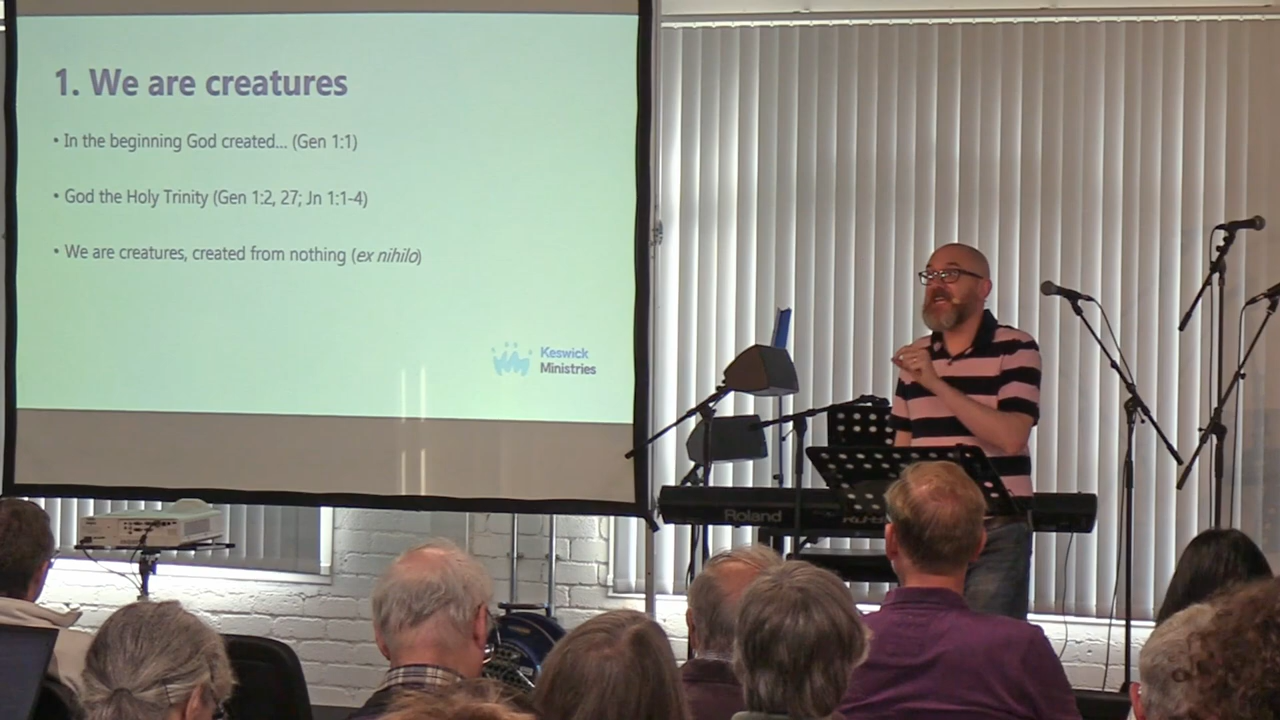 1. We are creatures
• In the beginning God created... (Gen 1:1)
• God the Holy Trinity (Gen 1:2, 27; Jn 1:1-4)
• We are creatures, created from nothing (ex nihilo)
Keswick
Ministries
Roland